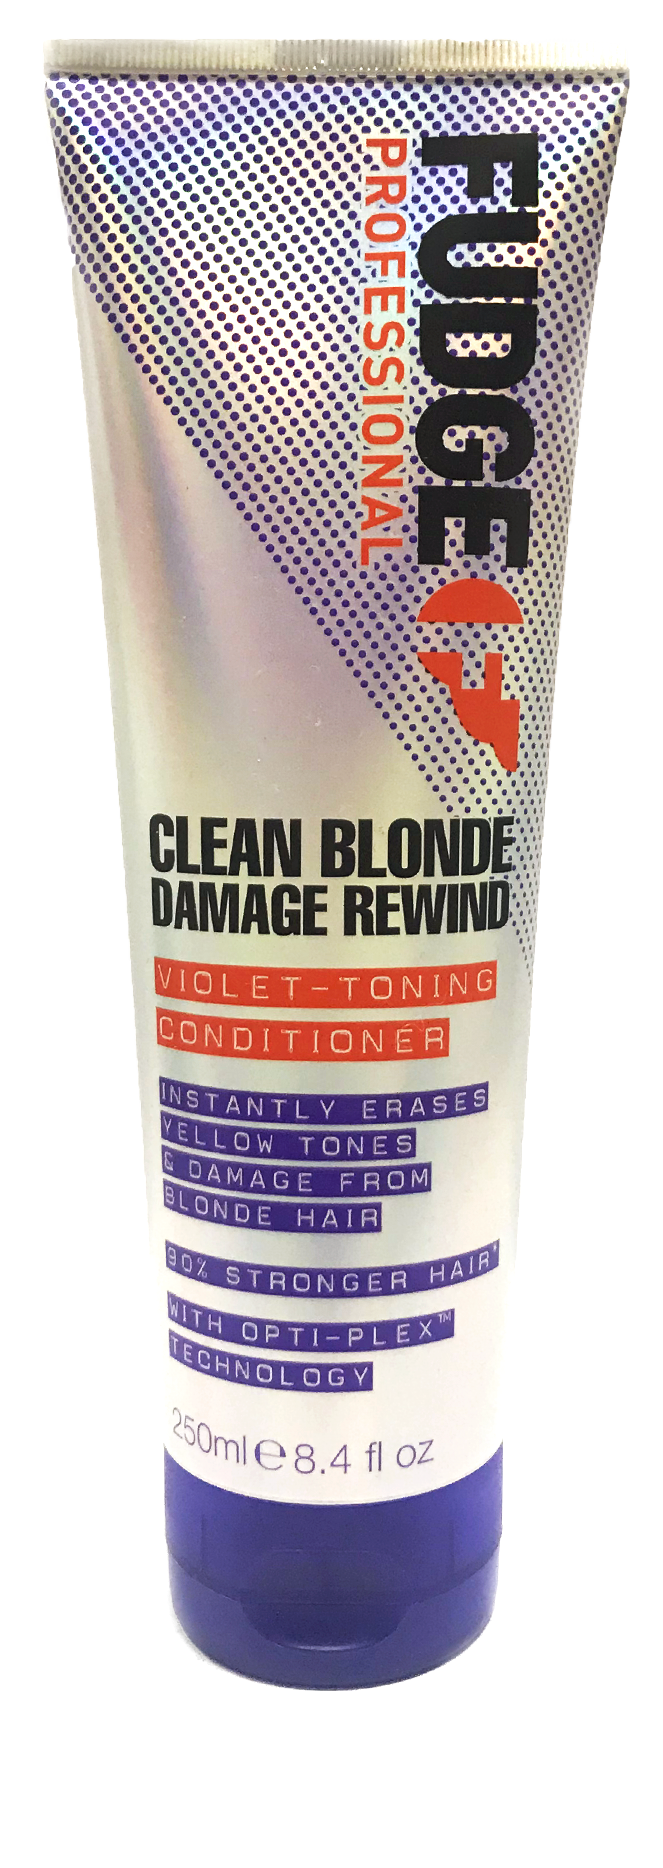 FUDGE
PROFESSIONAL
CLEAN BLONDE
DAMAGE REWIND
VIOLET-TONING
CONDITIONER
INSTANTLY ERASES
YELLOW TONES
& DAMAGE FROM
BLONDE HAIR
90% STRONGER HAIR*
WITH OPTI-PLEX™
TECHNOLOGY
250ml e 8.4 fl oz